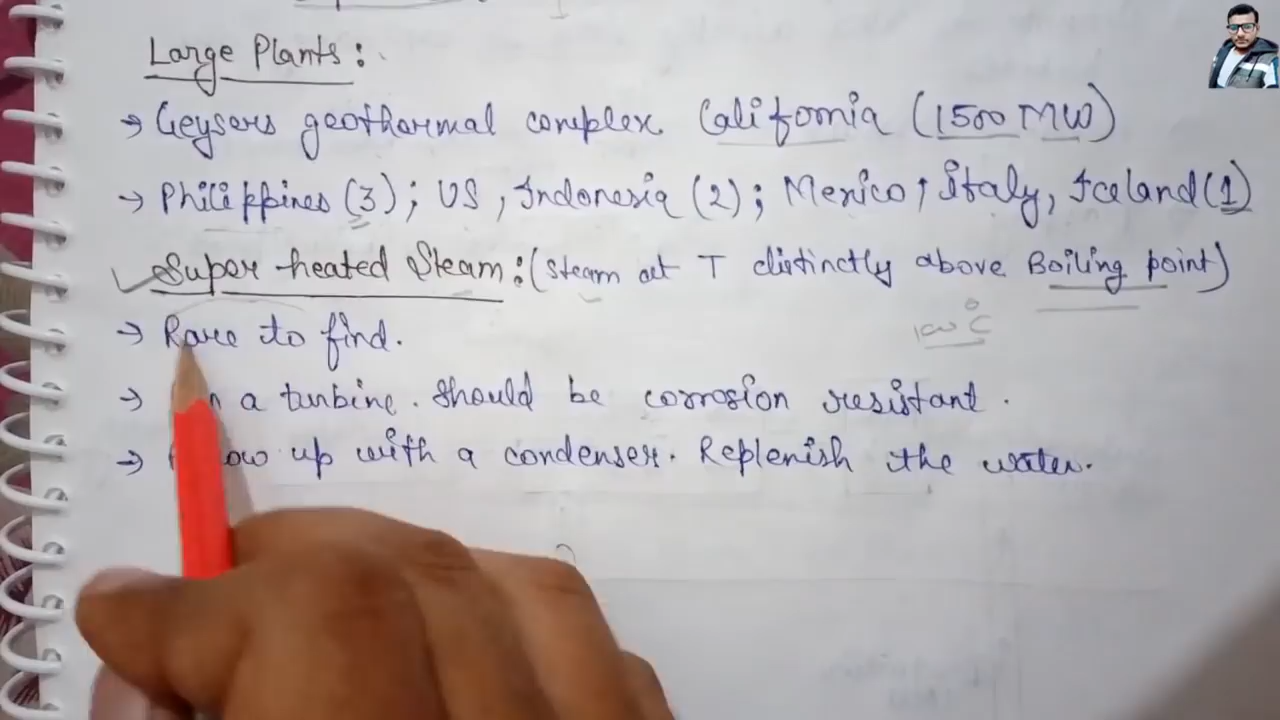 Large Plants:
→ Geysers geothermal complex California (1500 MW)
→ Philippines (3); US, Indonesia (2); Mexico, Italy, Iceland (1)
Super heated Steam: (Steam at T distinctly above Boiling point)
100°C
→ Rare to find.
→ a turbine. Should be corrosion resistant.
→ up with a condenser. Replenish the water.